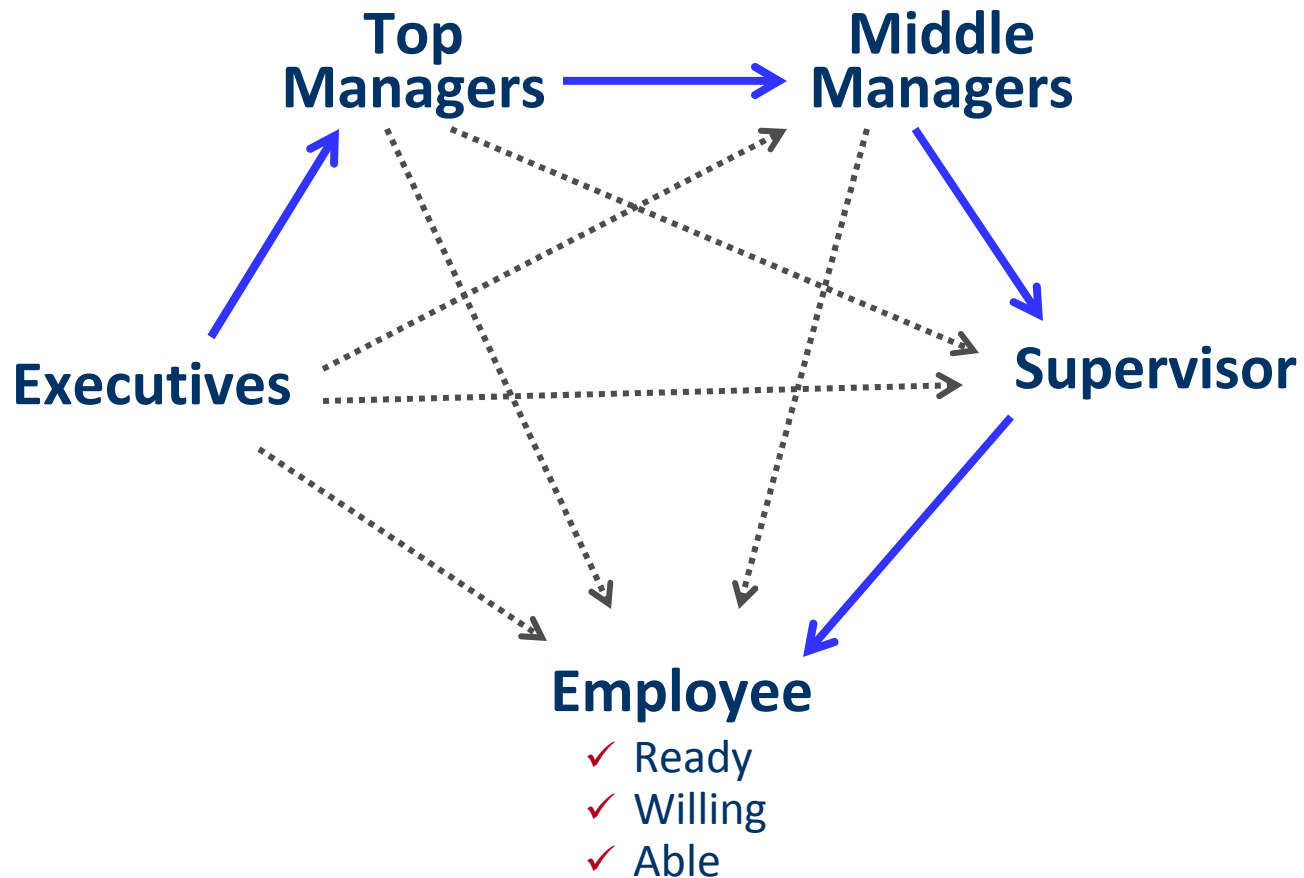 Top
Managers
Middle
Managers
Executives
Supervisor
Employee
✓ Ready
✓ Willing
✓ Able